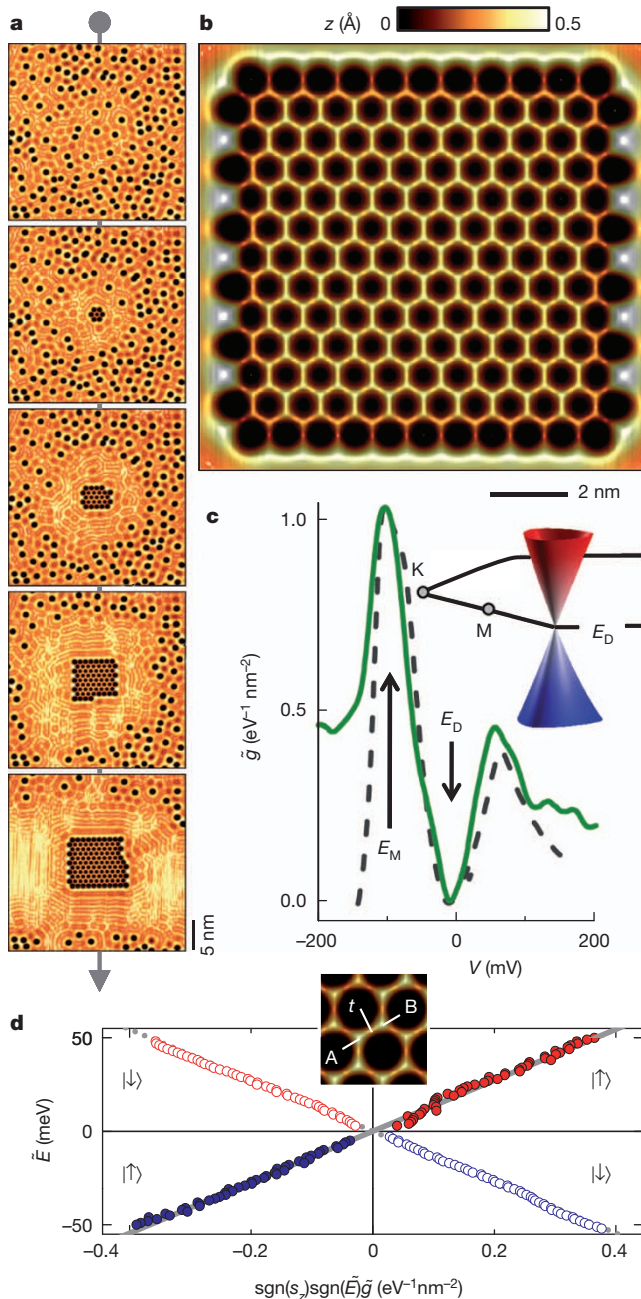 a
5 nm
b
z (Å) 0 0.5
2 nm
c
1.0
0.5
0.0
g̃ (eV⁻¹ nm⁻²)
K
M
E_D
E_D
E_M
−200 0 200
V (mV)
d
t
A
B
50
0
−50
Ẽ (meV)
|↓⟩
|↑⟩
|↑⟩
|↓⟩
−0.4 −0.2 0 0.2 0.4
sgn(s_z)sgn(Ẽ)g̃ (eV⁻¹nm⁻²)